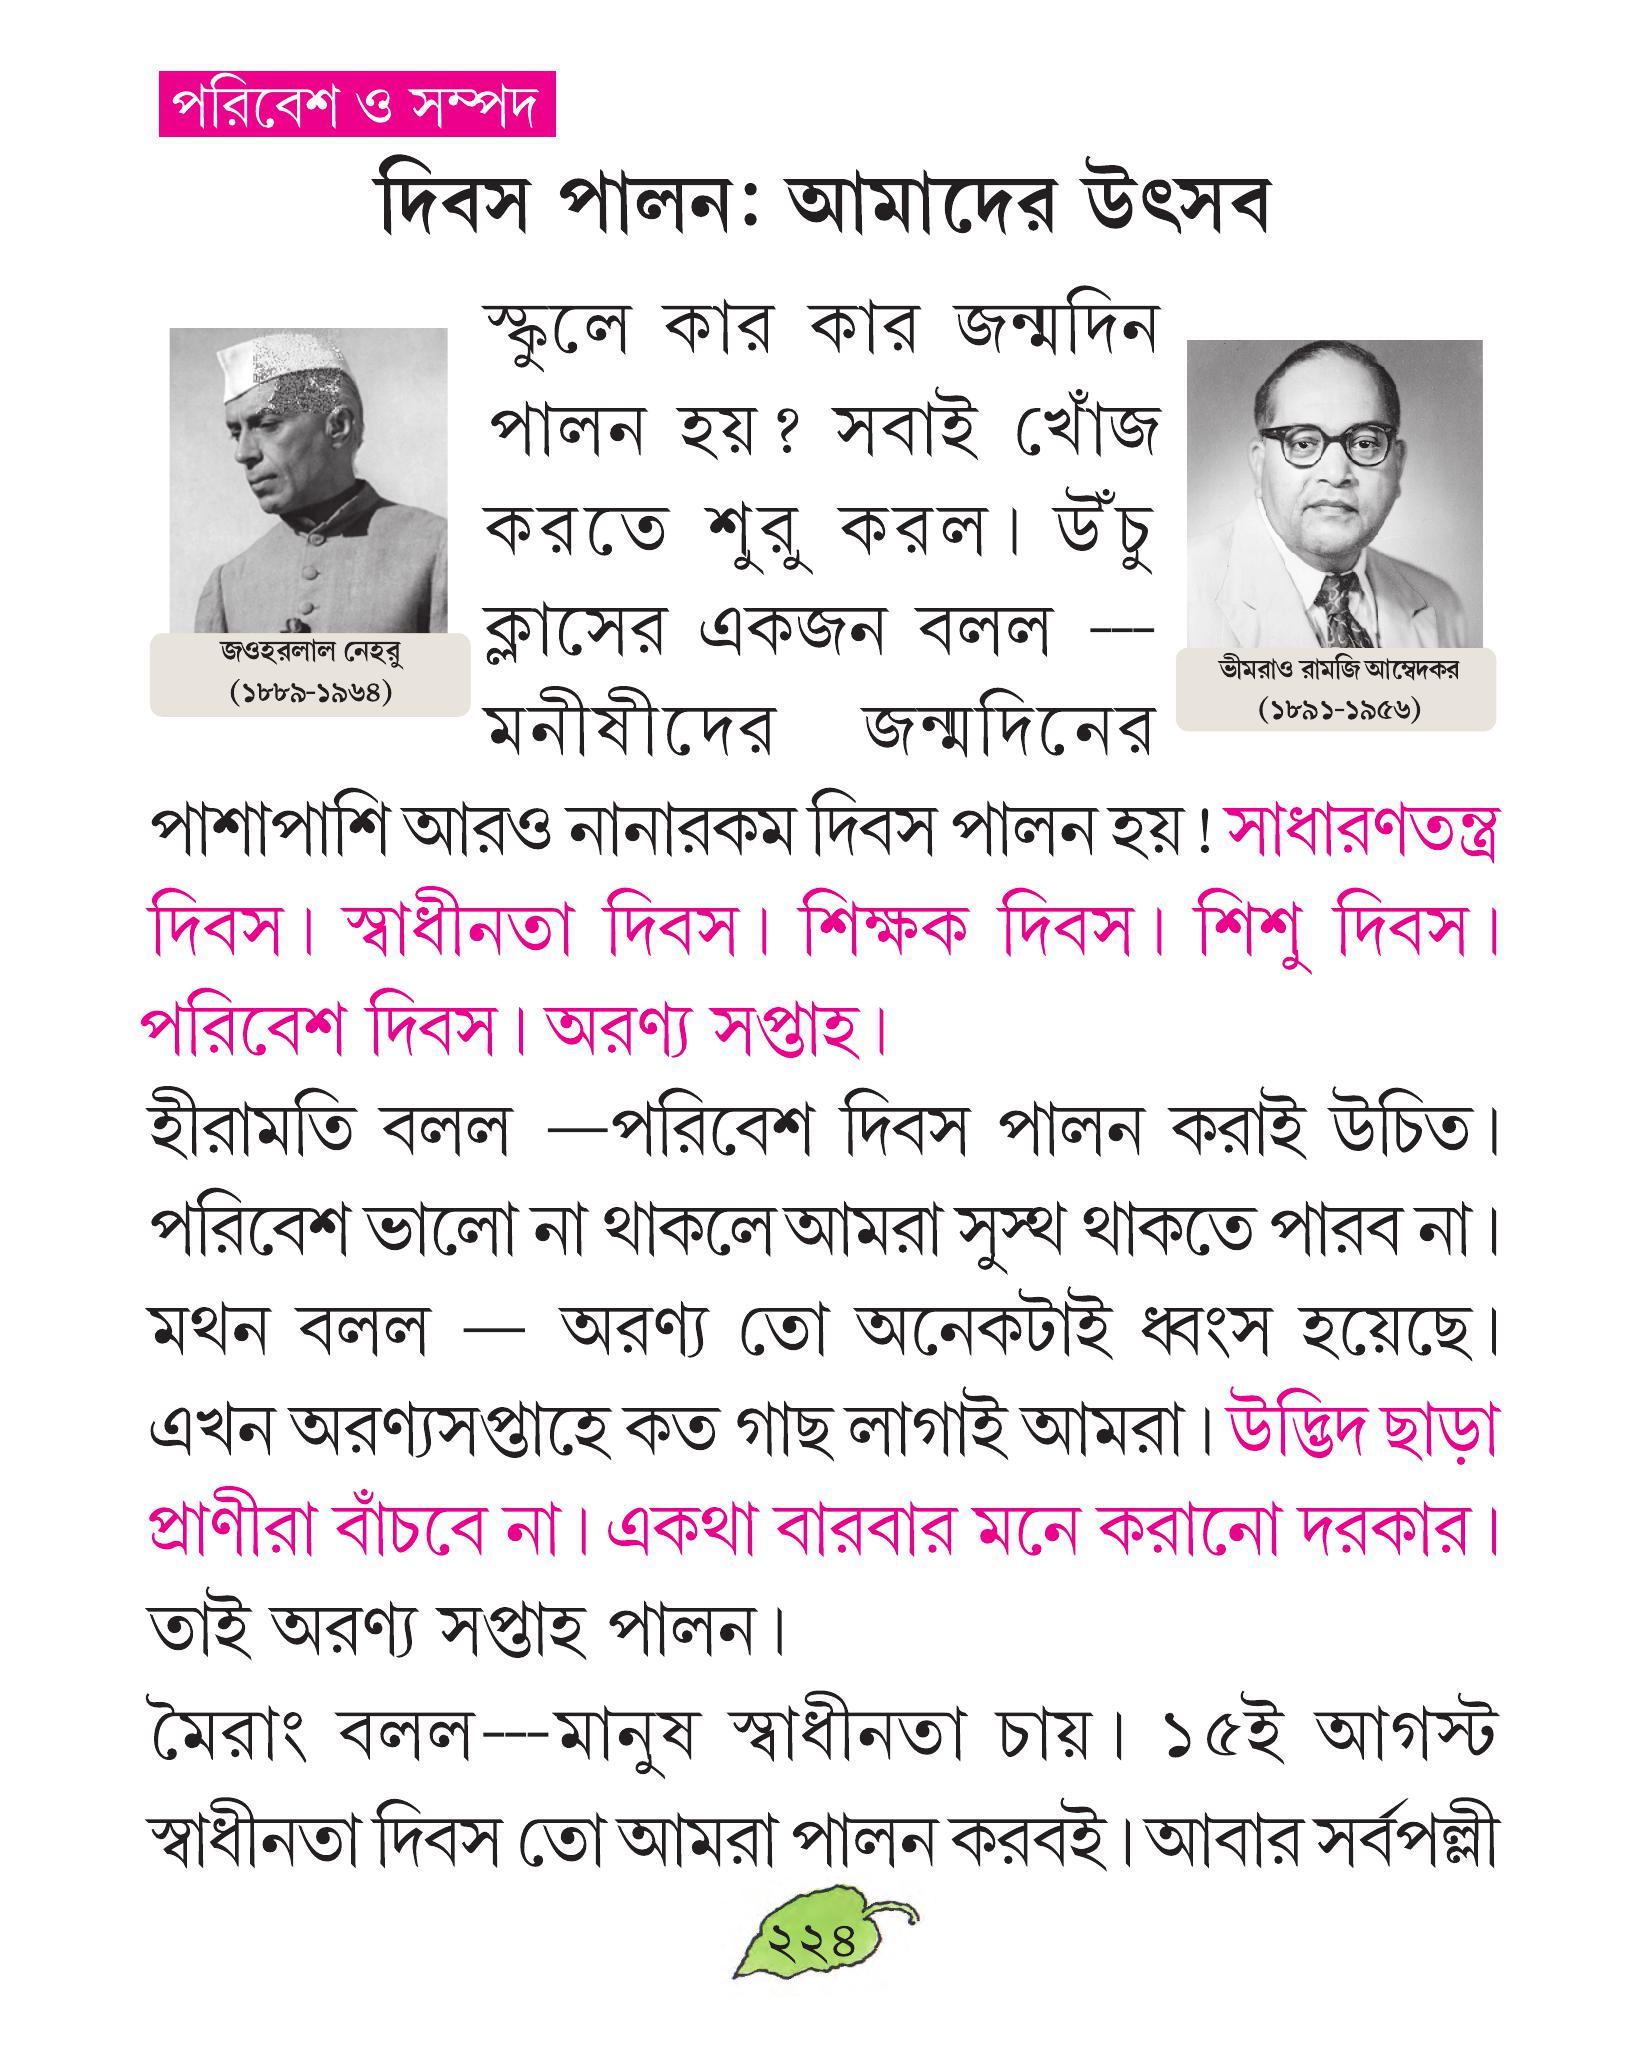 পরিবেশ ও সম্পদ
দিবস পালন: আমাদের উৎসব
স্কুলে কার কার জন্মদিন
পালন হয়? সবাই খোঁজ
করতে শুরু করল। উঁচু
ক্লাসের একজন বলল ---
মনীষীদের জন্মদিনের
জওহরলাল নেহরু
(১৮৮৯-১৯৬৪)
ভীমরাও রামজি আম্বেদকর
(১৮৯১-১৯৫৬)
পাশাপাশি আরও নানারকম দিবস পালন হয়! সাধারণতন্ত্র
দিবস। স্বাধীনতা দিবস। শিক্ষক দিবস। শিশু দিবস।
পরিবেশ দিবস। অরণ্য সপ্তাহ।
হীরামতি বলল —পরিবেশ দিবস পালন করাই উচিত।
পরিবেশ ভালো না থাকলে আমরা সুস্থ থাকতে পারব না।
মথন বলল — অরণ্য তো অনেকটাই ধ্বংস হয়েছে।
এখন অরণ্যসপ্তাহে কত গাছ লাগাই আমরা। উদ্ভিদ ছাড়া
প্রাণীরা বাঁচবে না। একথা বারবার মনে করানো দরকার।
তাই অরণ্য সপ্তাহ পালন।
মৈরাং বলল---মানুষ স্বাধীনতা চায়। ১৫ই আগস্ট
স্বাধীনতা দিবস তো আমরা পালন করবই। আবার সর্বপল্লী
২২৪